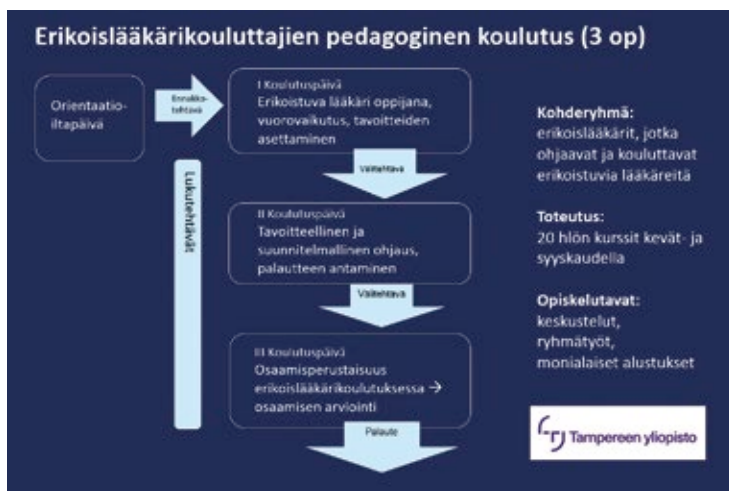 Erikoislääkärikouluttajien pedagoginen koulutus (3 op)
Orientaatio-
iltapäivä
Ennakko-
tehtävä
I Koulutuspäivä
Erikoistuva lääkäri oppijana,
vuorovaikutus, tavoitteiden
asettaminen
Välitehtävä
Lukutehtävät
II Koulutuspäivä
Tavoitteellinen ja
suunnitelmallinen ohjaus,
palautteen antaminen
Välitehtävä
III Koulutuspäivä
Osaamisperustaisuus
erikoislääkärikoulutuksessa →
osaamisen arviointi
Palaute
Kohderyhmä:
erikoislääkärit, jotka
ohjaavat ja kouluttavat
erikoistuvia lääkäreitä
Toteutus:
20 hlön kurssit kevät- ja
syyskaudella
Opiskelutavat:
keskustelut,
ryhmätyöt,
monialaiset alustukset
Tampereen yliopisto